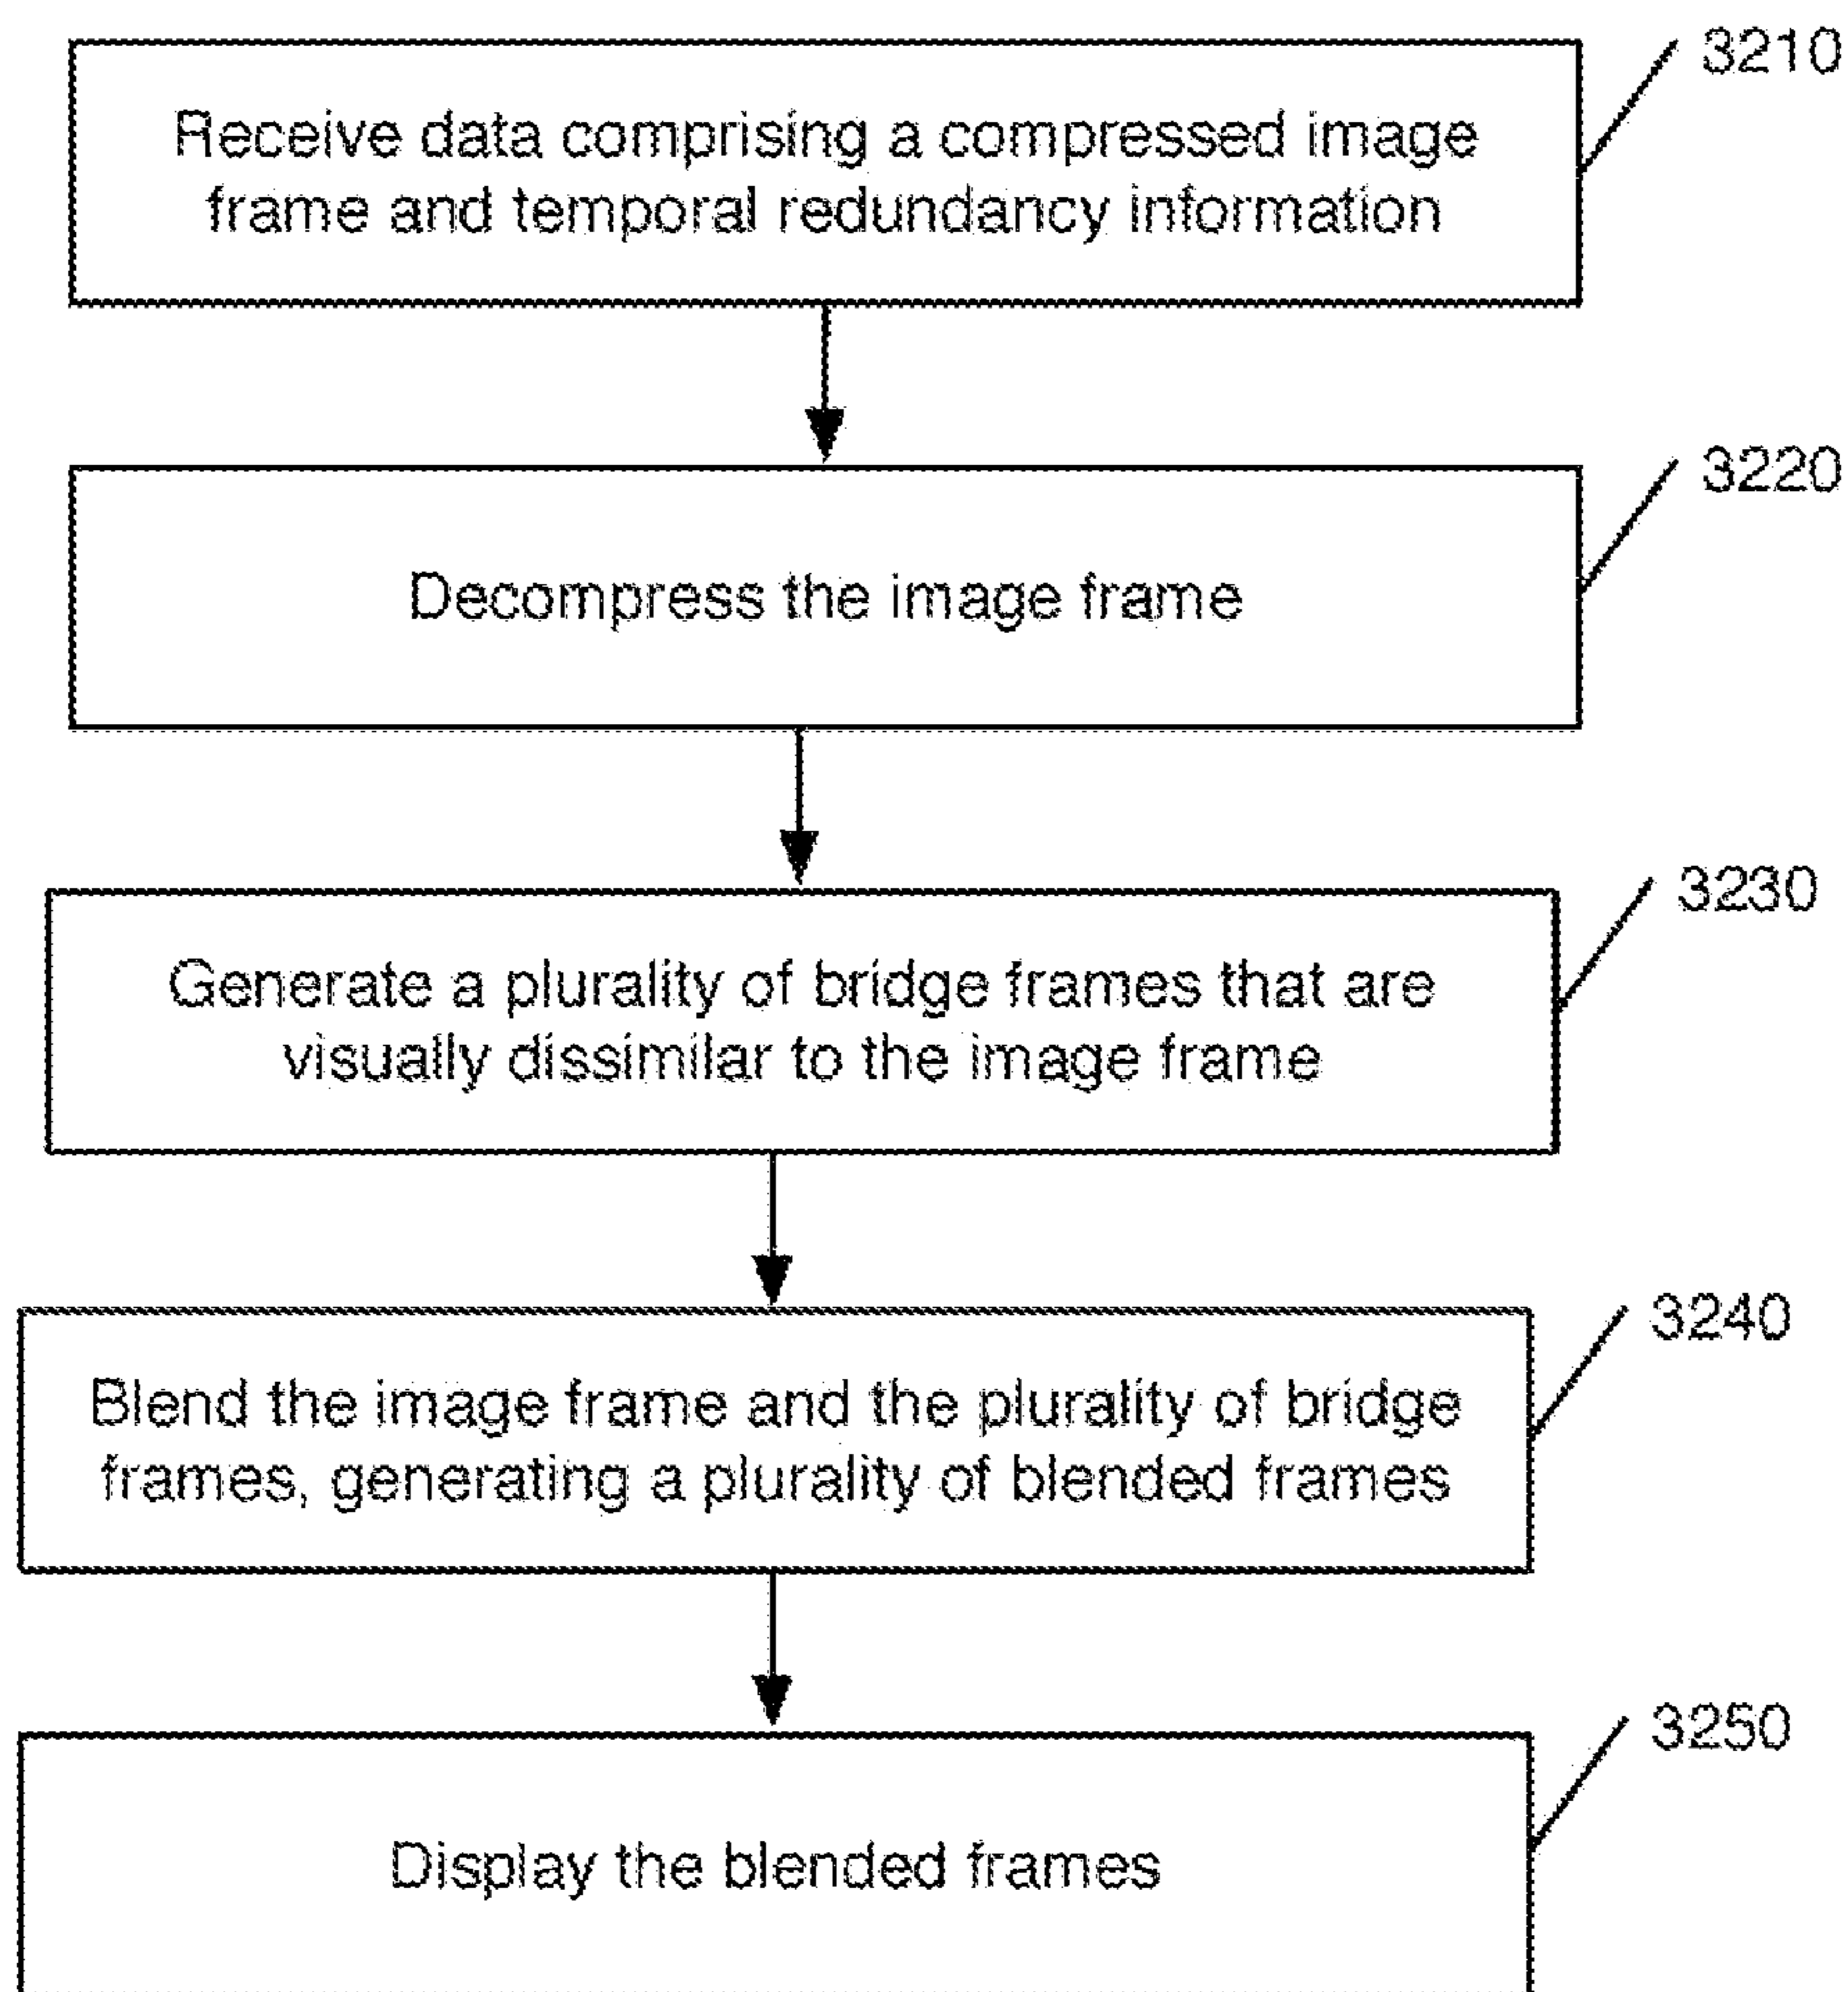 3210
Receive data comprising a compressed image
frame and temporal redundancy information
3220
Decompress the image frame
3230
Generate a plurality of bridge frames that are
visually dissimilar to the image frame
3240
Blend the image frame and the plurality of bridge
frames, generating a plurality of blended frames
3250
Display the blended frames